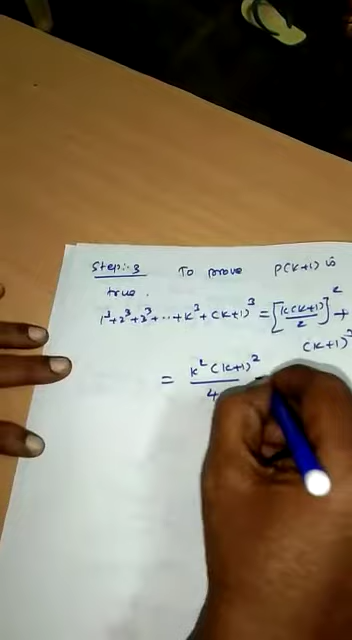 Step:- 3 To prove P(k+1) is
true.
1³+2³+3³+...+k³+(k+1)³ = [k(k+1)/2]² +
(k+1)³
= k²(k+1)²/4